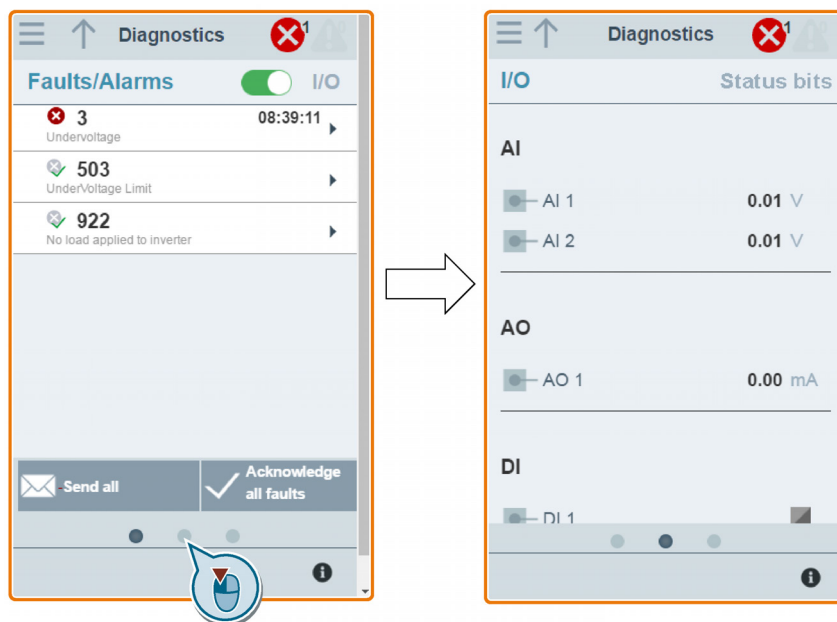 Diagnostics
1
Faults/Alarms
I/O
3
08:39:11
Undervoltage
503
UnderVoltage Limit
922
No load applied to inverter
-Send all
Acknowledge
all faults
Diagnostics
1
I/O
Status bits
AI
AI 1
0.01 V
AI 2
0.01 V
AO
AO 1
0.00 mA
DI
DI 1